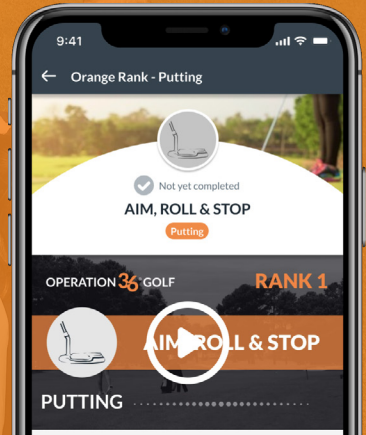 9:41
← Orange Rank - Putting
Not yet completed
AIM, ROLL & STOP
Putting
OPERATION 36 GOLF
RANK 1
AIM, ROLL & STOP
PUTTING